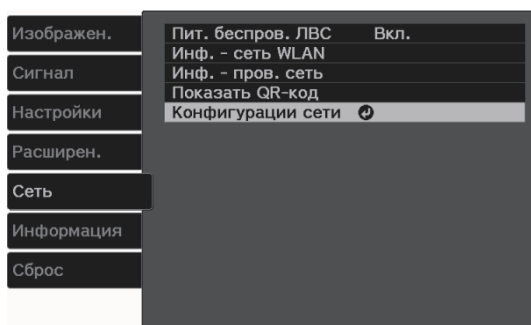 Изображен.
Сигнал
Настройки
Расширен.
Сеть
Информация
Сброс
Пит. беспров. ЛВС Вкл.
Инф. - сеть WLAN
Инф. - пров. сеть
Показать QR-код
Конфигурации сети